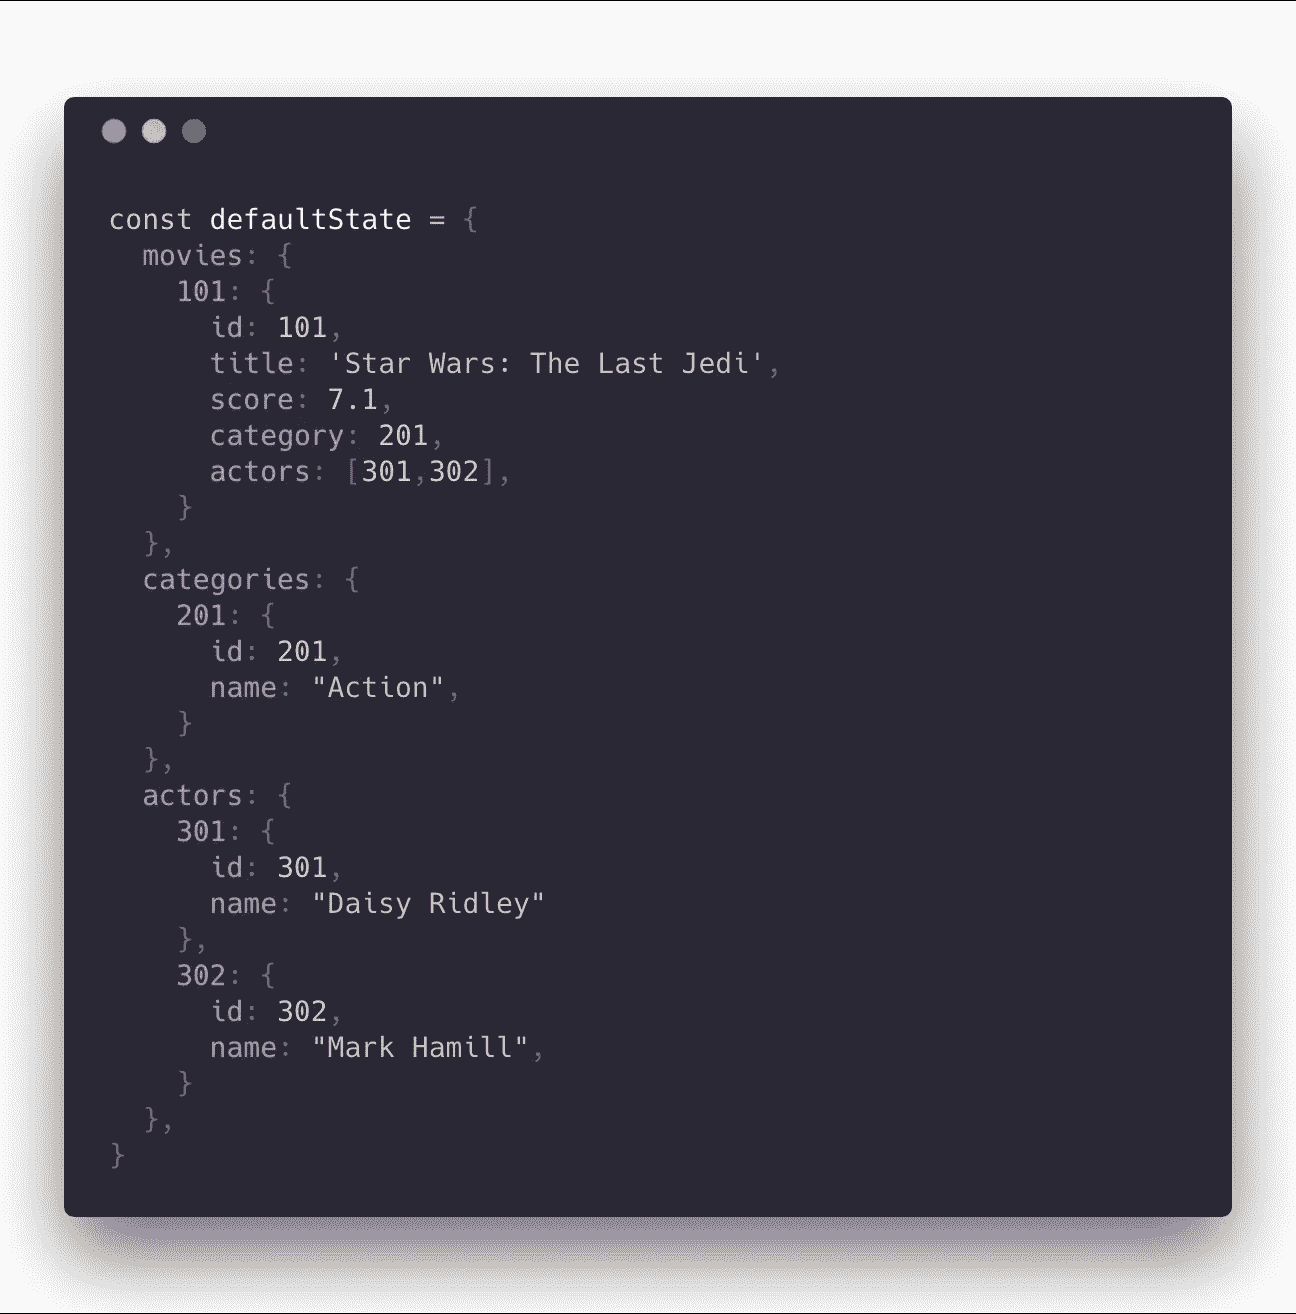 const defaultState = {
  movies: {
    101: {
      id: 101,
      title: 'Star Wars: The Last Jedi',
      score: 7.1,
      category: 201,
      actors: [301,302],
    }
  },
  categories: {
    201: {
      id: 201,
      name: "Action",
    }
  },
  actors: {
    301: {
      id: 301,
      name: "Daisy Ridley"
    },
    302: {
      id: 302,
      name: "Mark Hamill",
    }
  },
}